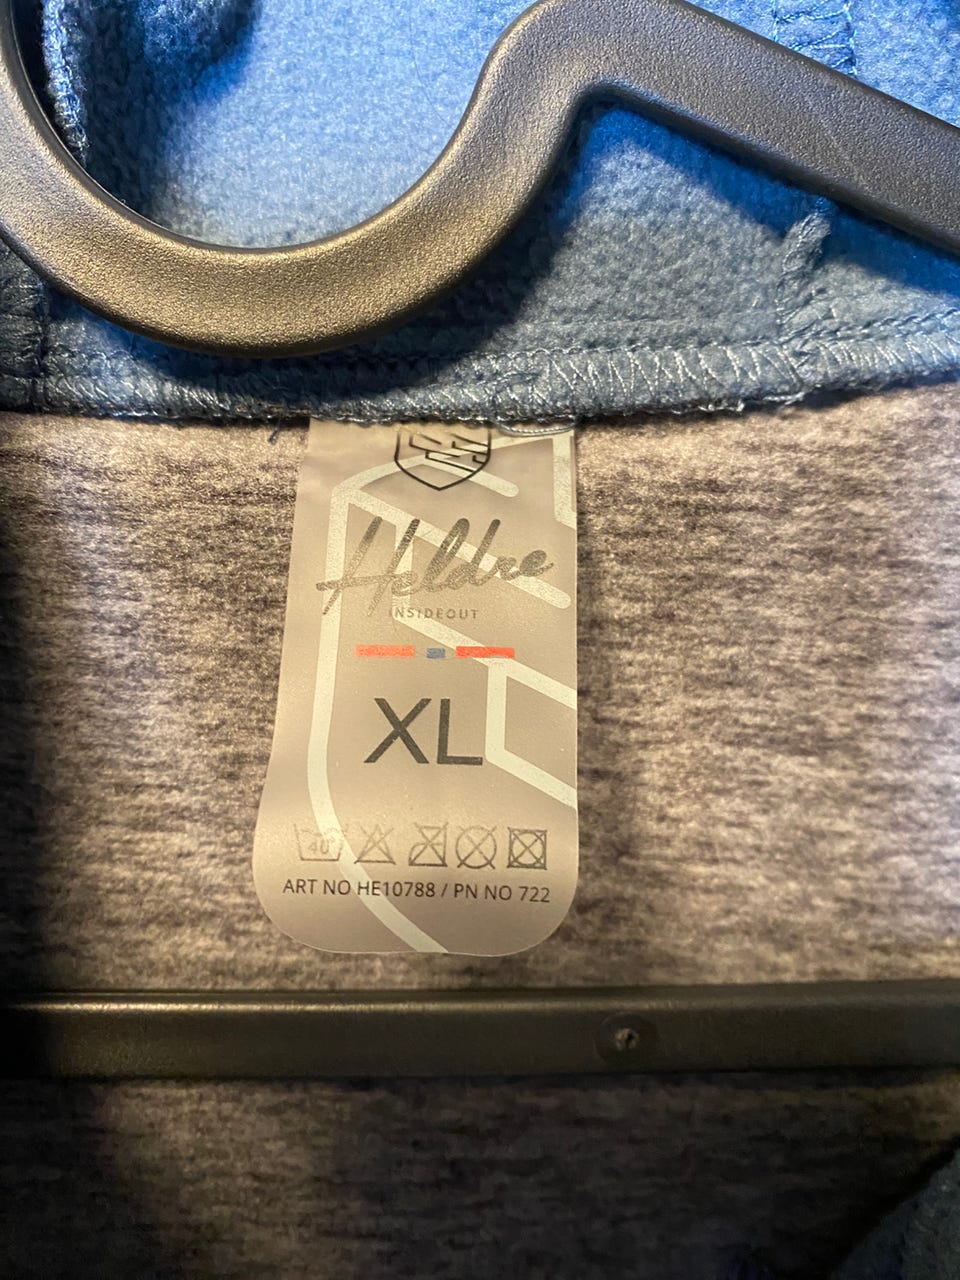 Heldre
INSIDEOUT
XL
40
ART NO HE10788 / PN NO 722